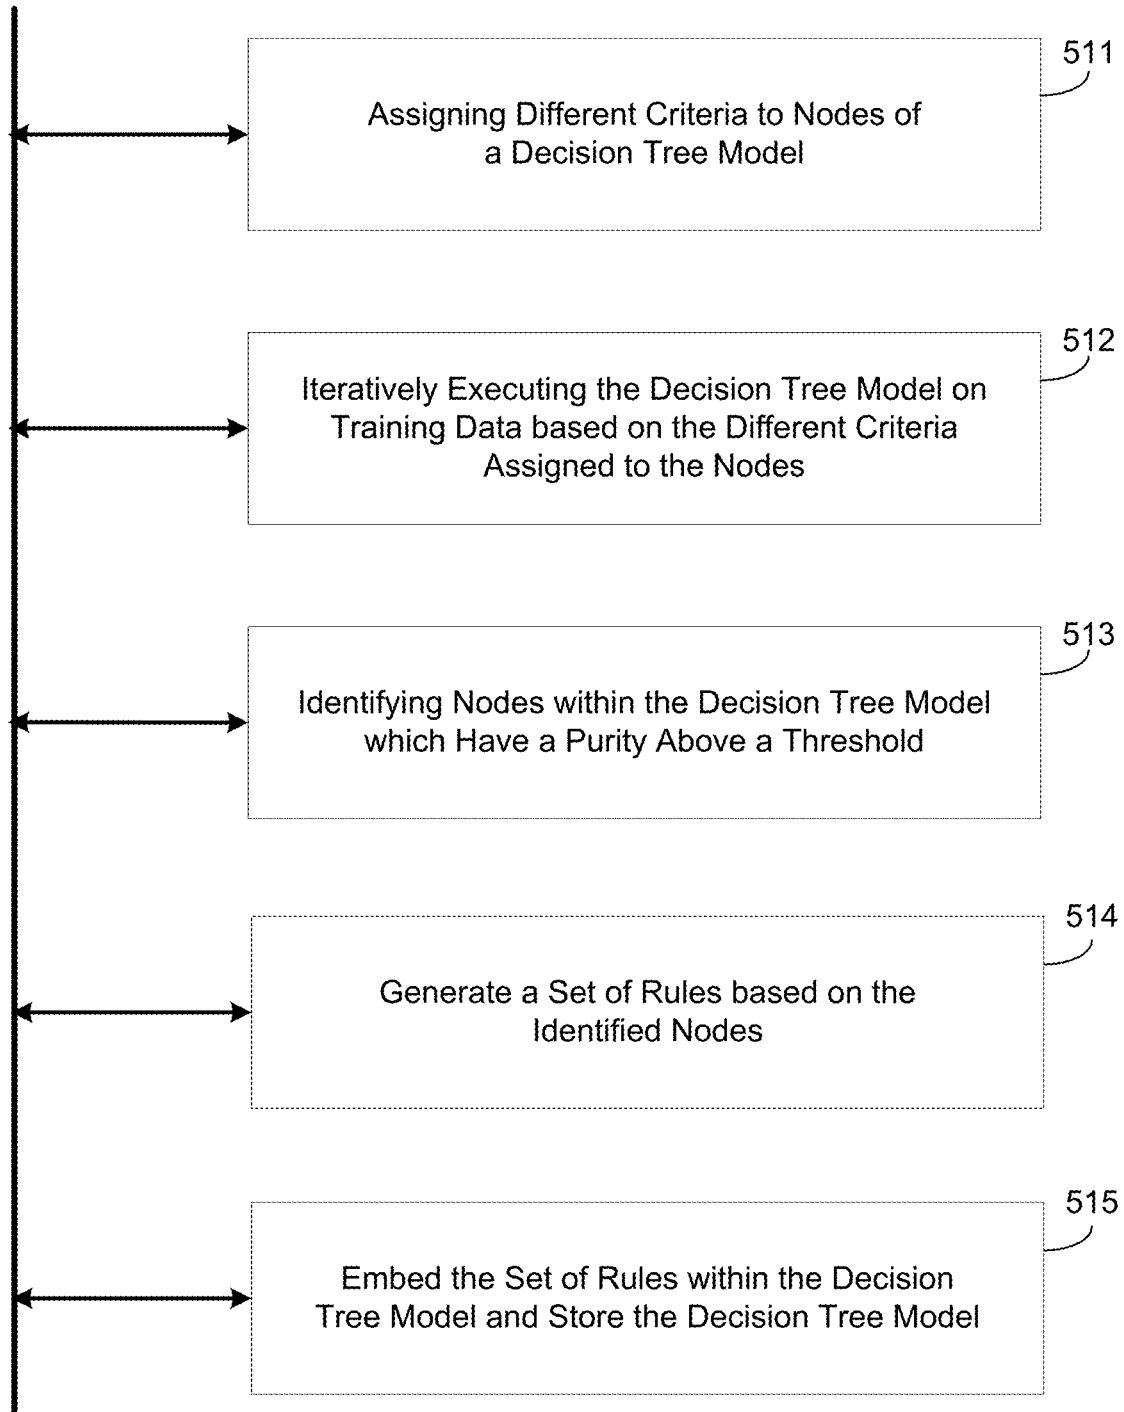 511
Assigning Different Criteria to Nodes of
a Decision Tree Model
512
Iteratively Executing the Decision Tree Model on
Training Data based on the Different Criteria
Assigned to the Nodes
513
Identifying Nodes within the Decision Tree Model
which Have a Purity Above a Threshold
514
Generate a Set of Rules based on the
Identified Nodes
515
Embed the Set of Rules within the Decision
Tree Model and Store the Decision Tree Model